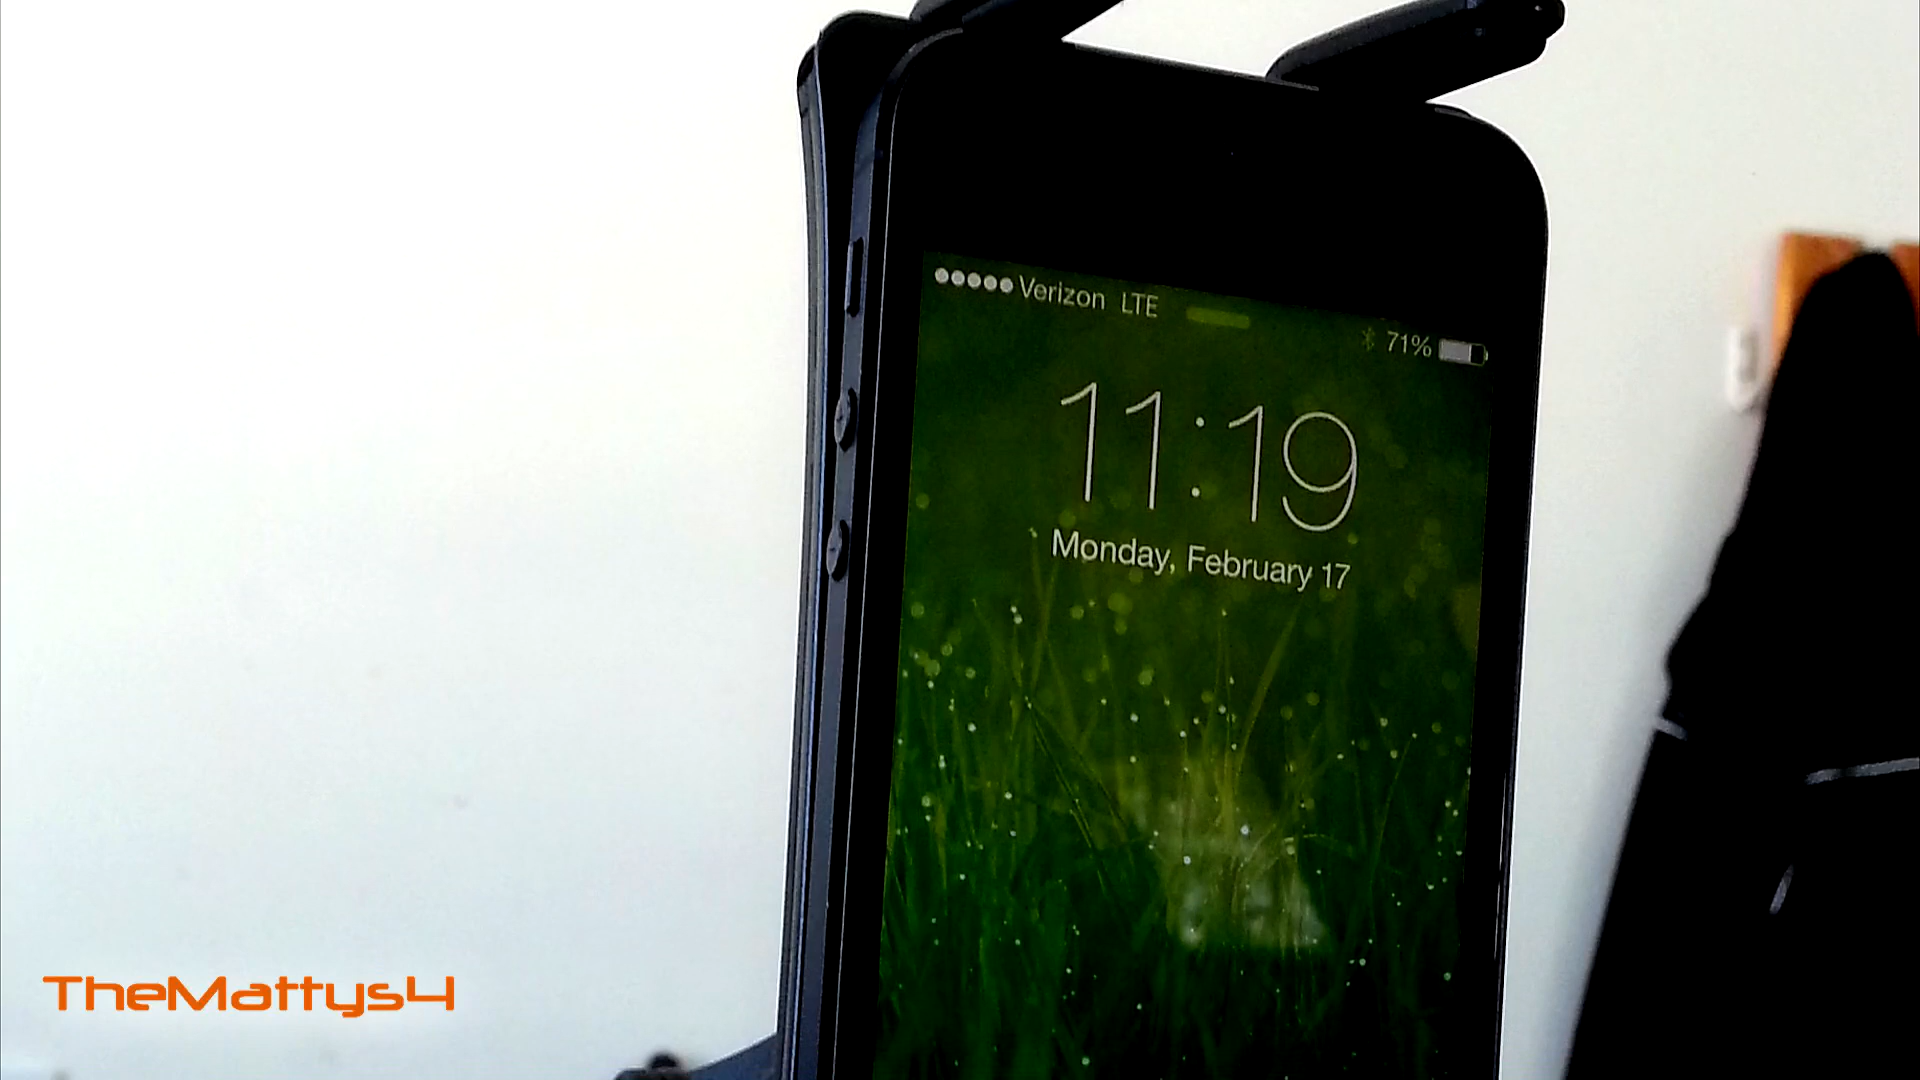 Verizon LTE
71%
11:19
Monday, February 17
TheMattys4